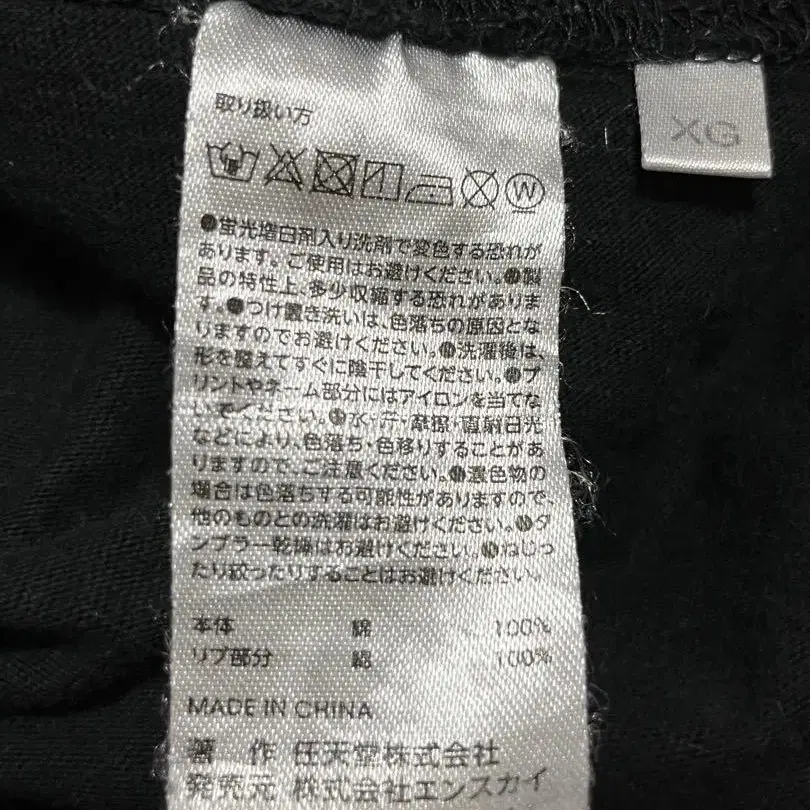 取り扱い方
XG
W
●蛍光増白剤入り洗剤で変色する恐れが
あります。ご使用はお避けください。●製
品の特性上、多少収縮する恐れがありま
す。●つけ置き洗いは、色落ちの原因とな
りますのでお避けください。●洗濯後は、
形を整えてすぐに陰干してください。●プ
リントやネーム部分にはアイロンを当てな
いでください。●水・汗・摩擦・直射日光
などにより、色落ち・色移りすることがあ
りますので、ご注意ください。●濃色物の
場合は色落ちする可能性がありますので、
他のものとの洗濯はお避けください。●タ
ンブラー乾燥はお避けください。●ねじっ
たり絞ったりすることはお避けください。
本体 綿 100%
リブ部分 綿 100%
MADE IN CHINA
著 作 任天堂株式会社
発売元 株式会社エンスカイ